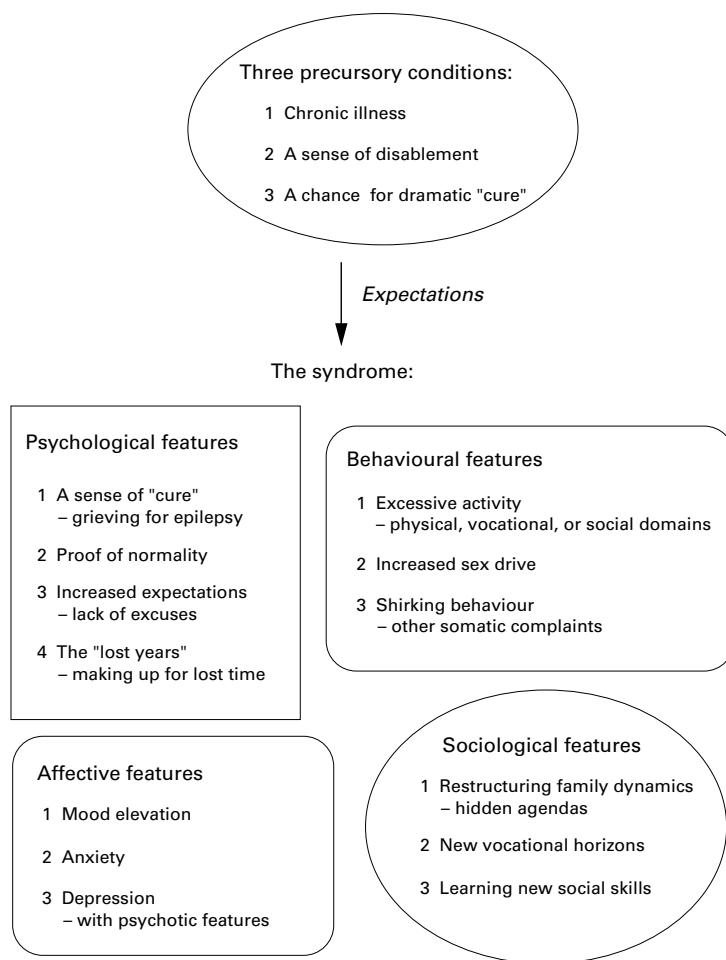 Three precursory conditions:
1 Chronic illness
2 A sense of disablement
3 A chance for dramatic "cure"
Expectations
The syndrome:
Psychological features
1 A sense of "cure"
– grieving for epilepsy
2 Proof of normality
3 Increased expectations
– lack of excuses
4 The "lost years"
– making up for lost time
Behavioural features
1 Excessive activity
– physical, vocational, or social domains
2 Increased sex drive
3 Shirking behaviour
– other somatic complaints
Affective features
1 Mood elevation
2 Anxiety
3 Depression
– with psychotic features
Sociological features
1 Restructuring family dynamics
– hidden agendas
2 New vocational horizons
3 Learning new social skills